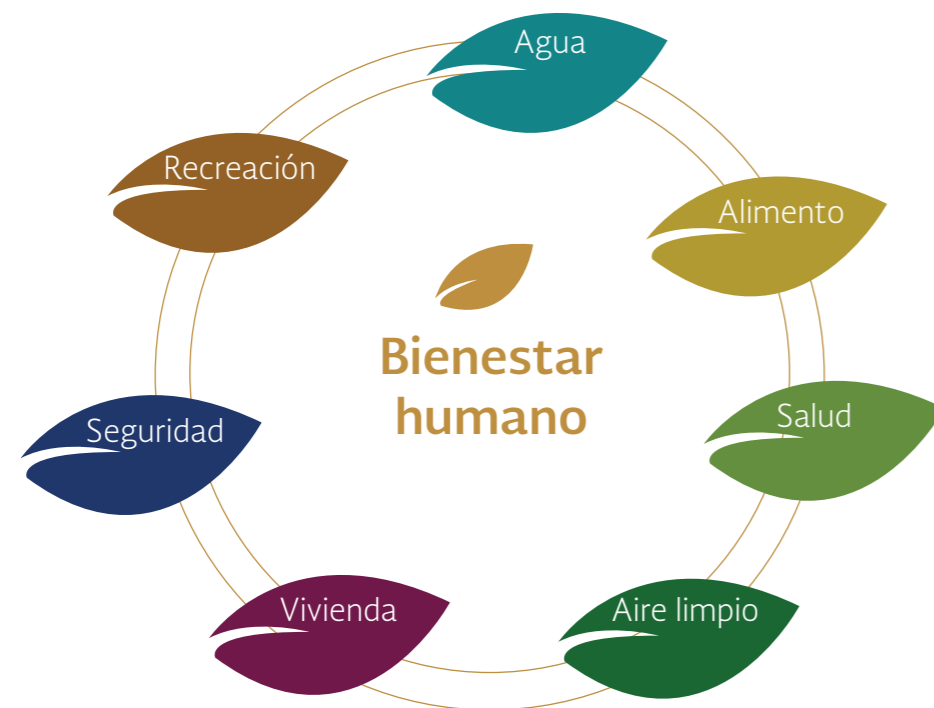 Agua
Alimento
Salud
Aire limpio
Vivienda
Seguridad
Recreación
Bienestar
humano